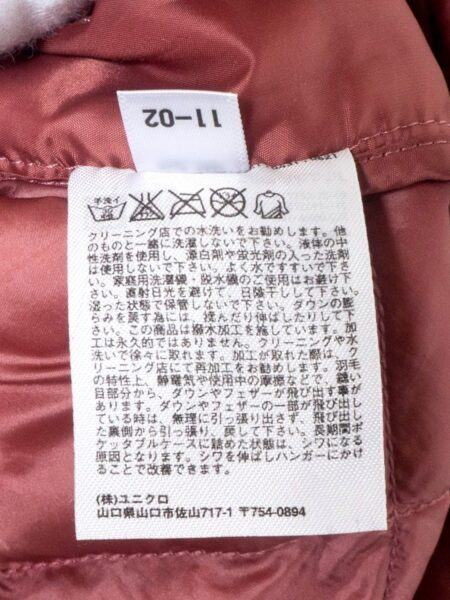 11-02
手洗イ
クリーニング店での水洗いをお勧めします。他
のものと一緒に洗濯しないで下さい。液体の中
性洗剤を使用し、漂白剤や蛍光剤の入った洗剤
は使用しないで下さい。よく水ですすいで下さ
い。家庭用洗濯機・脱水機のご使用はお避け下
さい。直射日光を避けて、日陰干しして下さい。
湿った状態で保管しないで下さい。ダウンの膨
らみを戻す為には、揉んだり伸ばしたりして下
さい。この商品は撥水加工を施しています。加
工は永久的ではありません。クリーニングや水
洗いで徐々に取れます。加工が取れた際は、ク
リーニング店にて再加工をお勧めします。羽毛
の特性上、静電気や使用中の摩擦などで、縫い
目部分から、ダウンやフェザーが飛び出す事が
あります。ダウンやフェザーの一部が飛び出し
ている時は、無理に引っ張り出さず、飛び出し
た裏側から引っ張り、戻して下さい。長期間ポ
ケッタブルケースに詰めた状態は、シワになる
原因となります。シワを伸ばしハンガーにかけ
ることで改善できます。
(株)ユニクロ
山口県山口市佐山717-1 〒754-0894